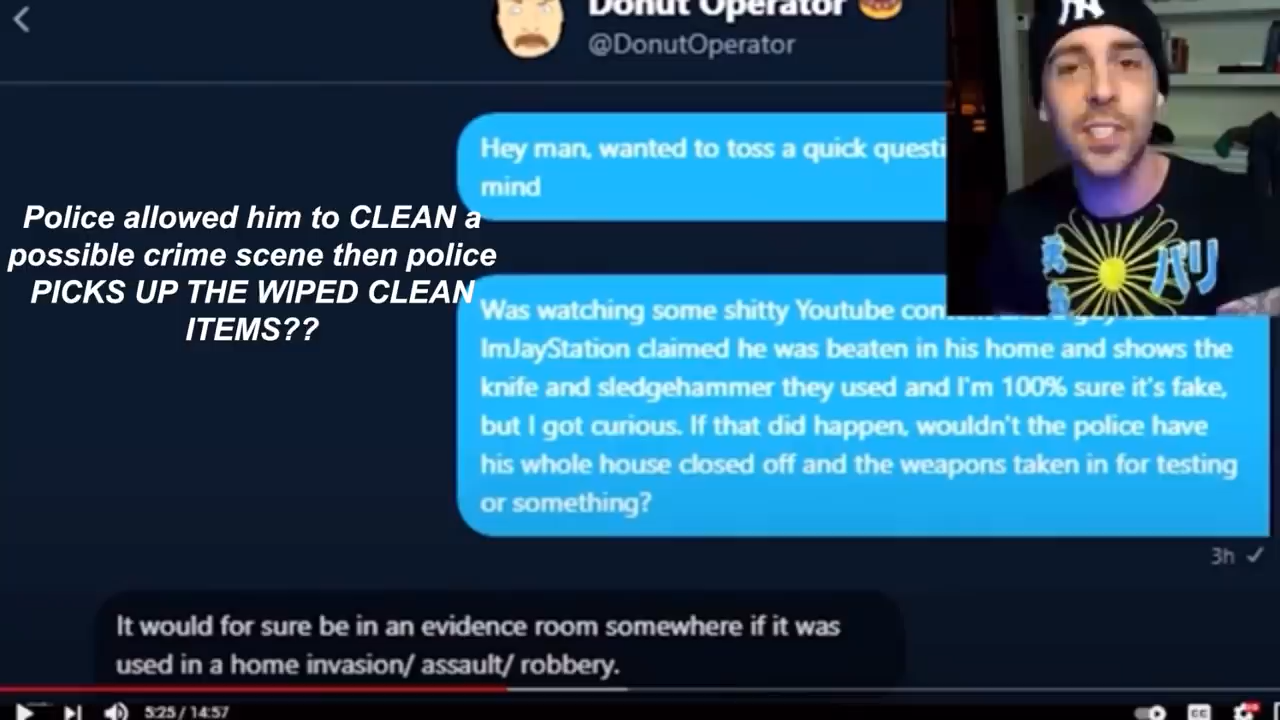 Donut Operator
@DonutOperator
NY
Hey man, wanted to toss a quick questi
mind
Police allowed him to CLEAN a
possible crime scene then police
PICKS UP THE WIPED CLEAN
ITEMS??
Was watching some shitty Youtube con
ImJayStation claimed he was beaten in his home and shows the
knife and sledgehammer they used and I'm 100% sure it's fake,
but I got curious. If that did happen, wouldn't the police have
his whole house closed off and the weapons taken in for testing
or something?
3h
It would for sure be in an evidence room somewhere if it was
used in a home invasion/ assault/ robbery.
5:25 / 14:57
CC